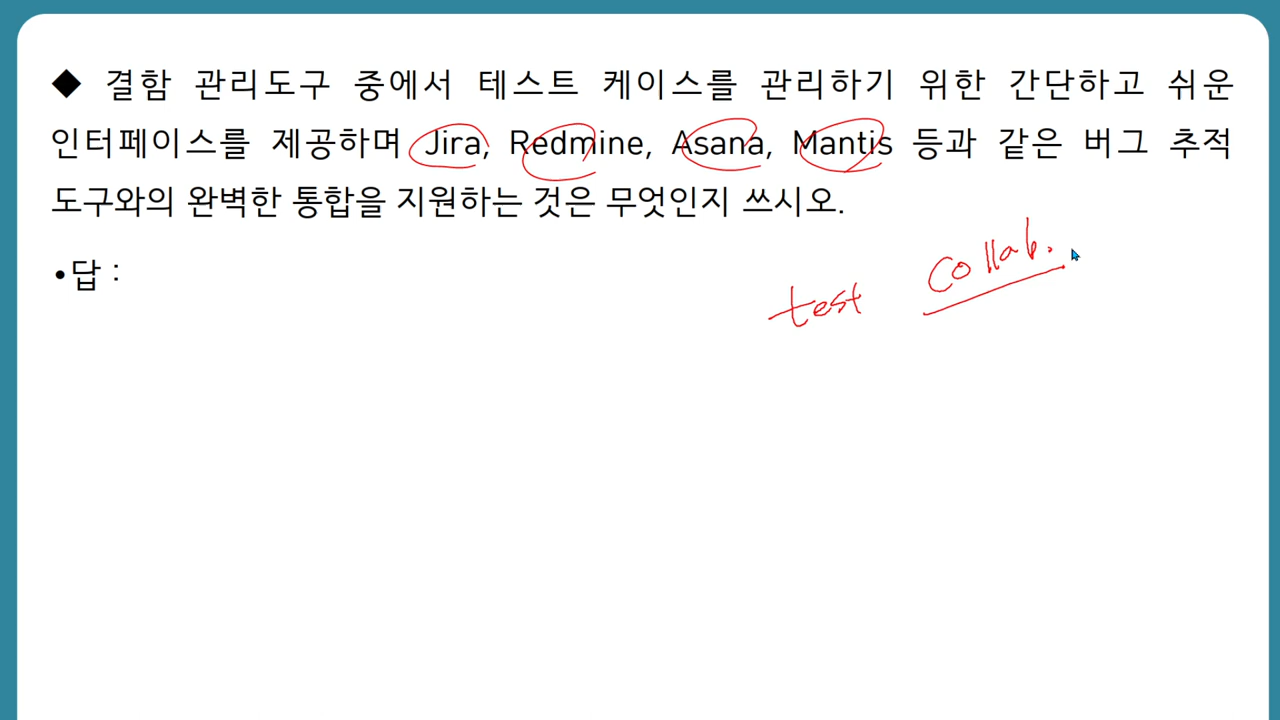 ◆ 결함 관리도구 중에서 테스트 케이스를 관리하기 위한 간단하고 쉬운
인터페이스를 제공하며 Jira, Redmine, Asana, Mantis 등과 같은 버그 추적
도구와의 완벽한 통합을 지원하는 것은 무엇인지 쓰시오.
•답 :
test collab.